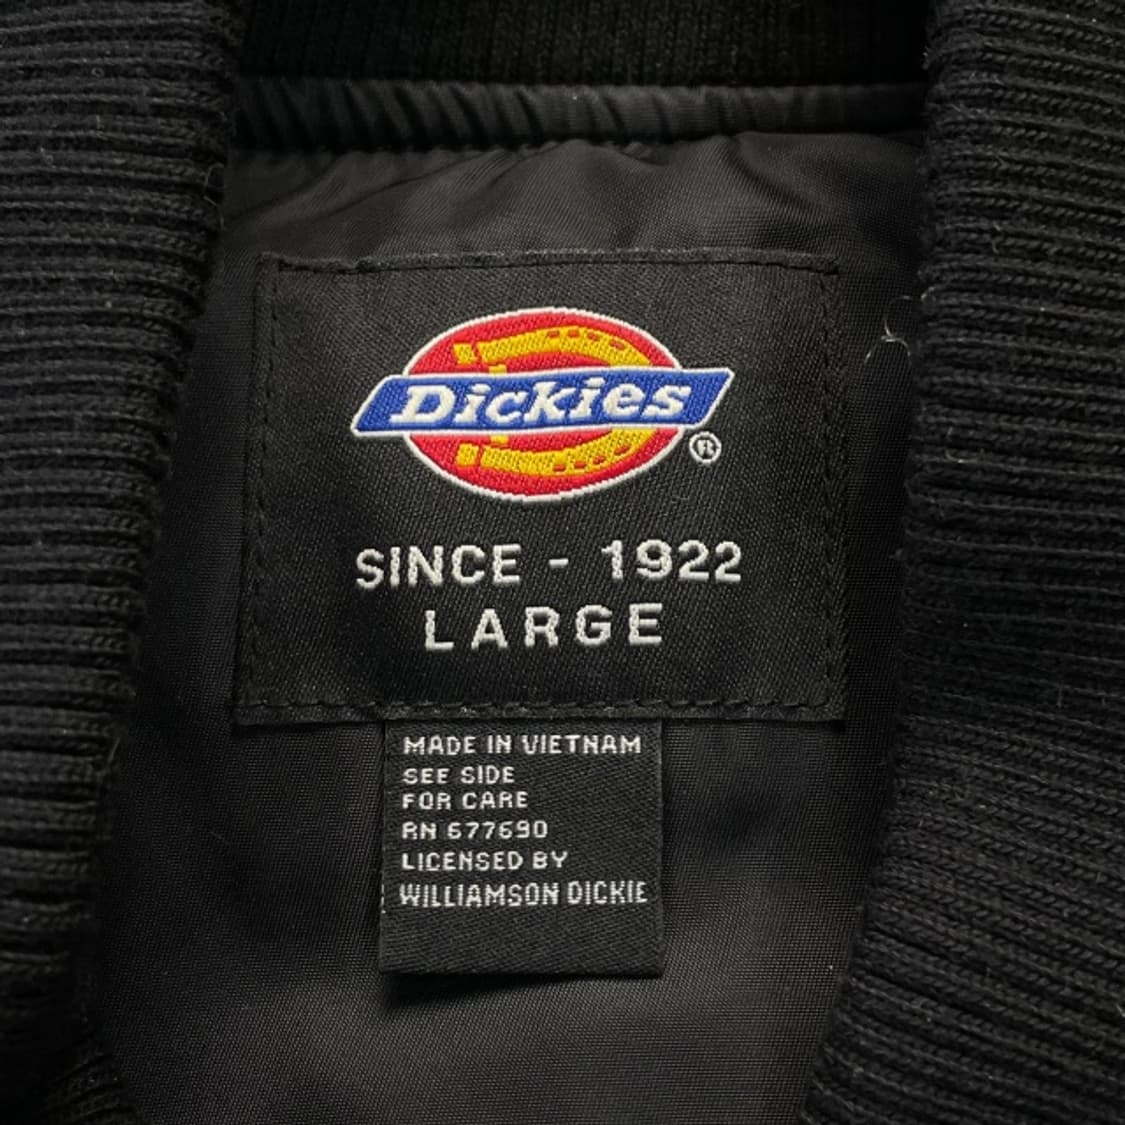 Dickies®
SINCE - 1922
LARGE
MADE IN VIETNAM
SEE SIDE
FOR CARE
RN 677690
LICENSED BY
WILLIAMSON DICKIE